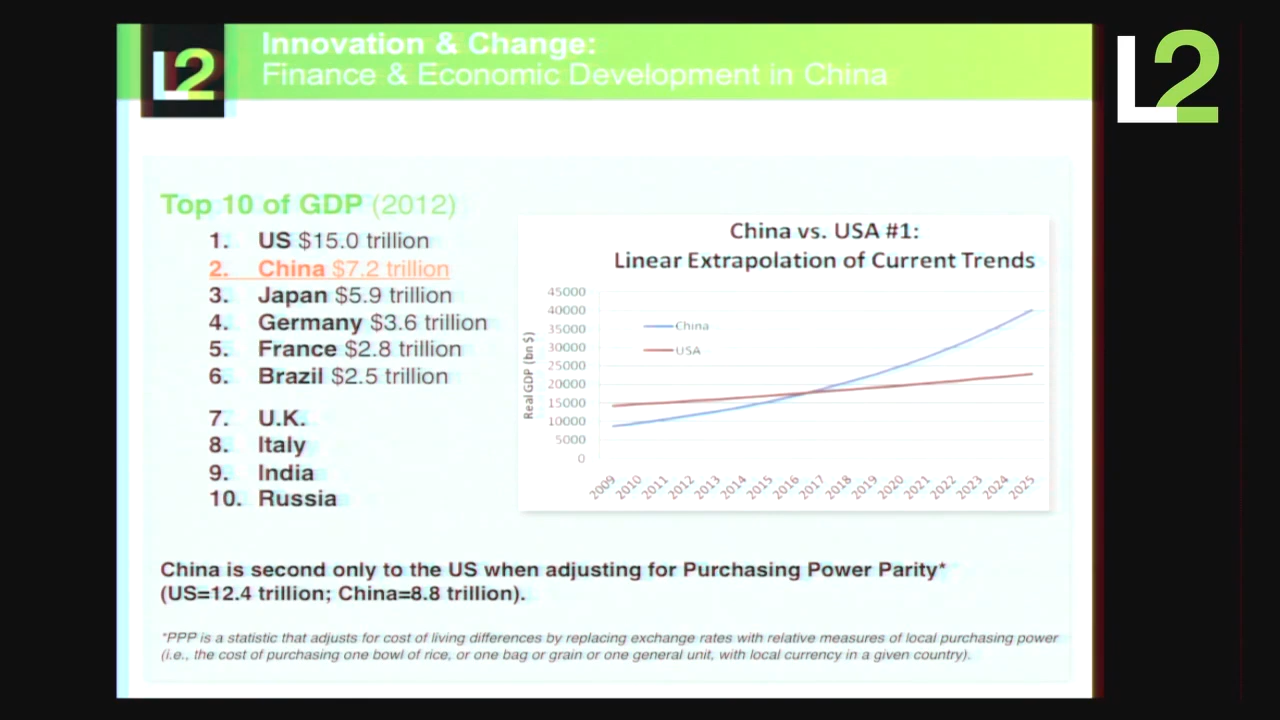 L2
Innovation & Change:
Finance & Economic Development in China
L2
Top 10 of GDP (2012)
1. US $15.0 trillion
2. China $7.2 trillion
3. Japan $5.9 trillion
4. Germany $3.6 trillion
5. France $2.8 trillion
6. Brazil $2.5 trillion
7. U.K.
8. Italy
9. India
10. Russia
China vs. USA #1:
Linear Extrapolation of Current Trends
Real GDP (bn $)
45000
40000
35000
30000
25000
20000
15000
10000
5000
0
China
USA
2009 2010 2011 2012 2013 2014 2015 2016 2017 2018 2019 2020 2021 2022 2023 2024 2025
China is second only to the US when adjusting for Purchasing Power Parity*
(US=12.4 trillion; China=8.8 trillion).
*PPP is a statistic that adjusts for cost of living differences by replacing exchange rates with relative measures of local purchasing power
(i.e., the cost of purchasing one bowl of rice, or one bag or grain or one general unit, with local currency in a given country).